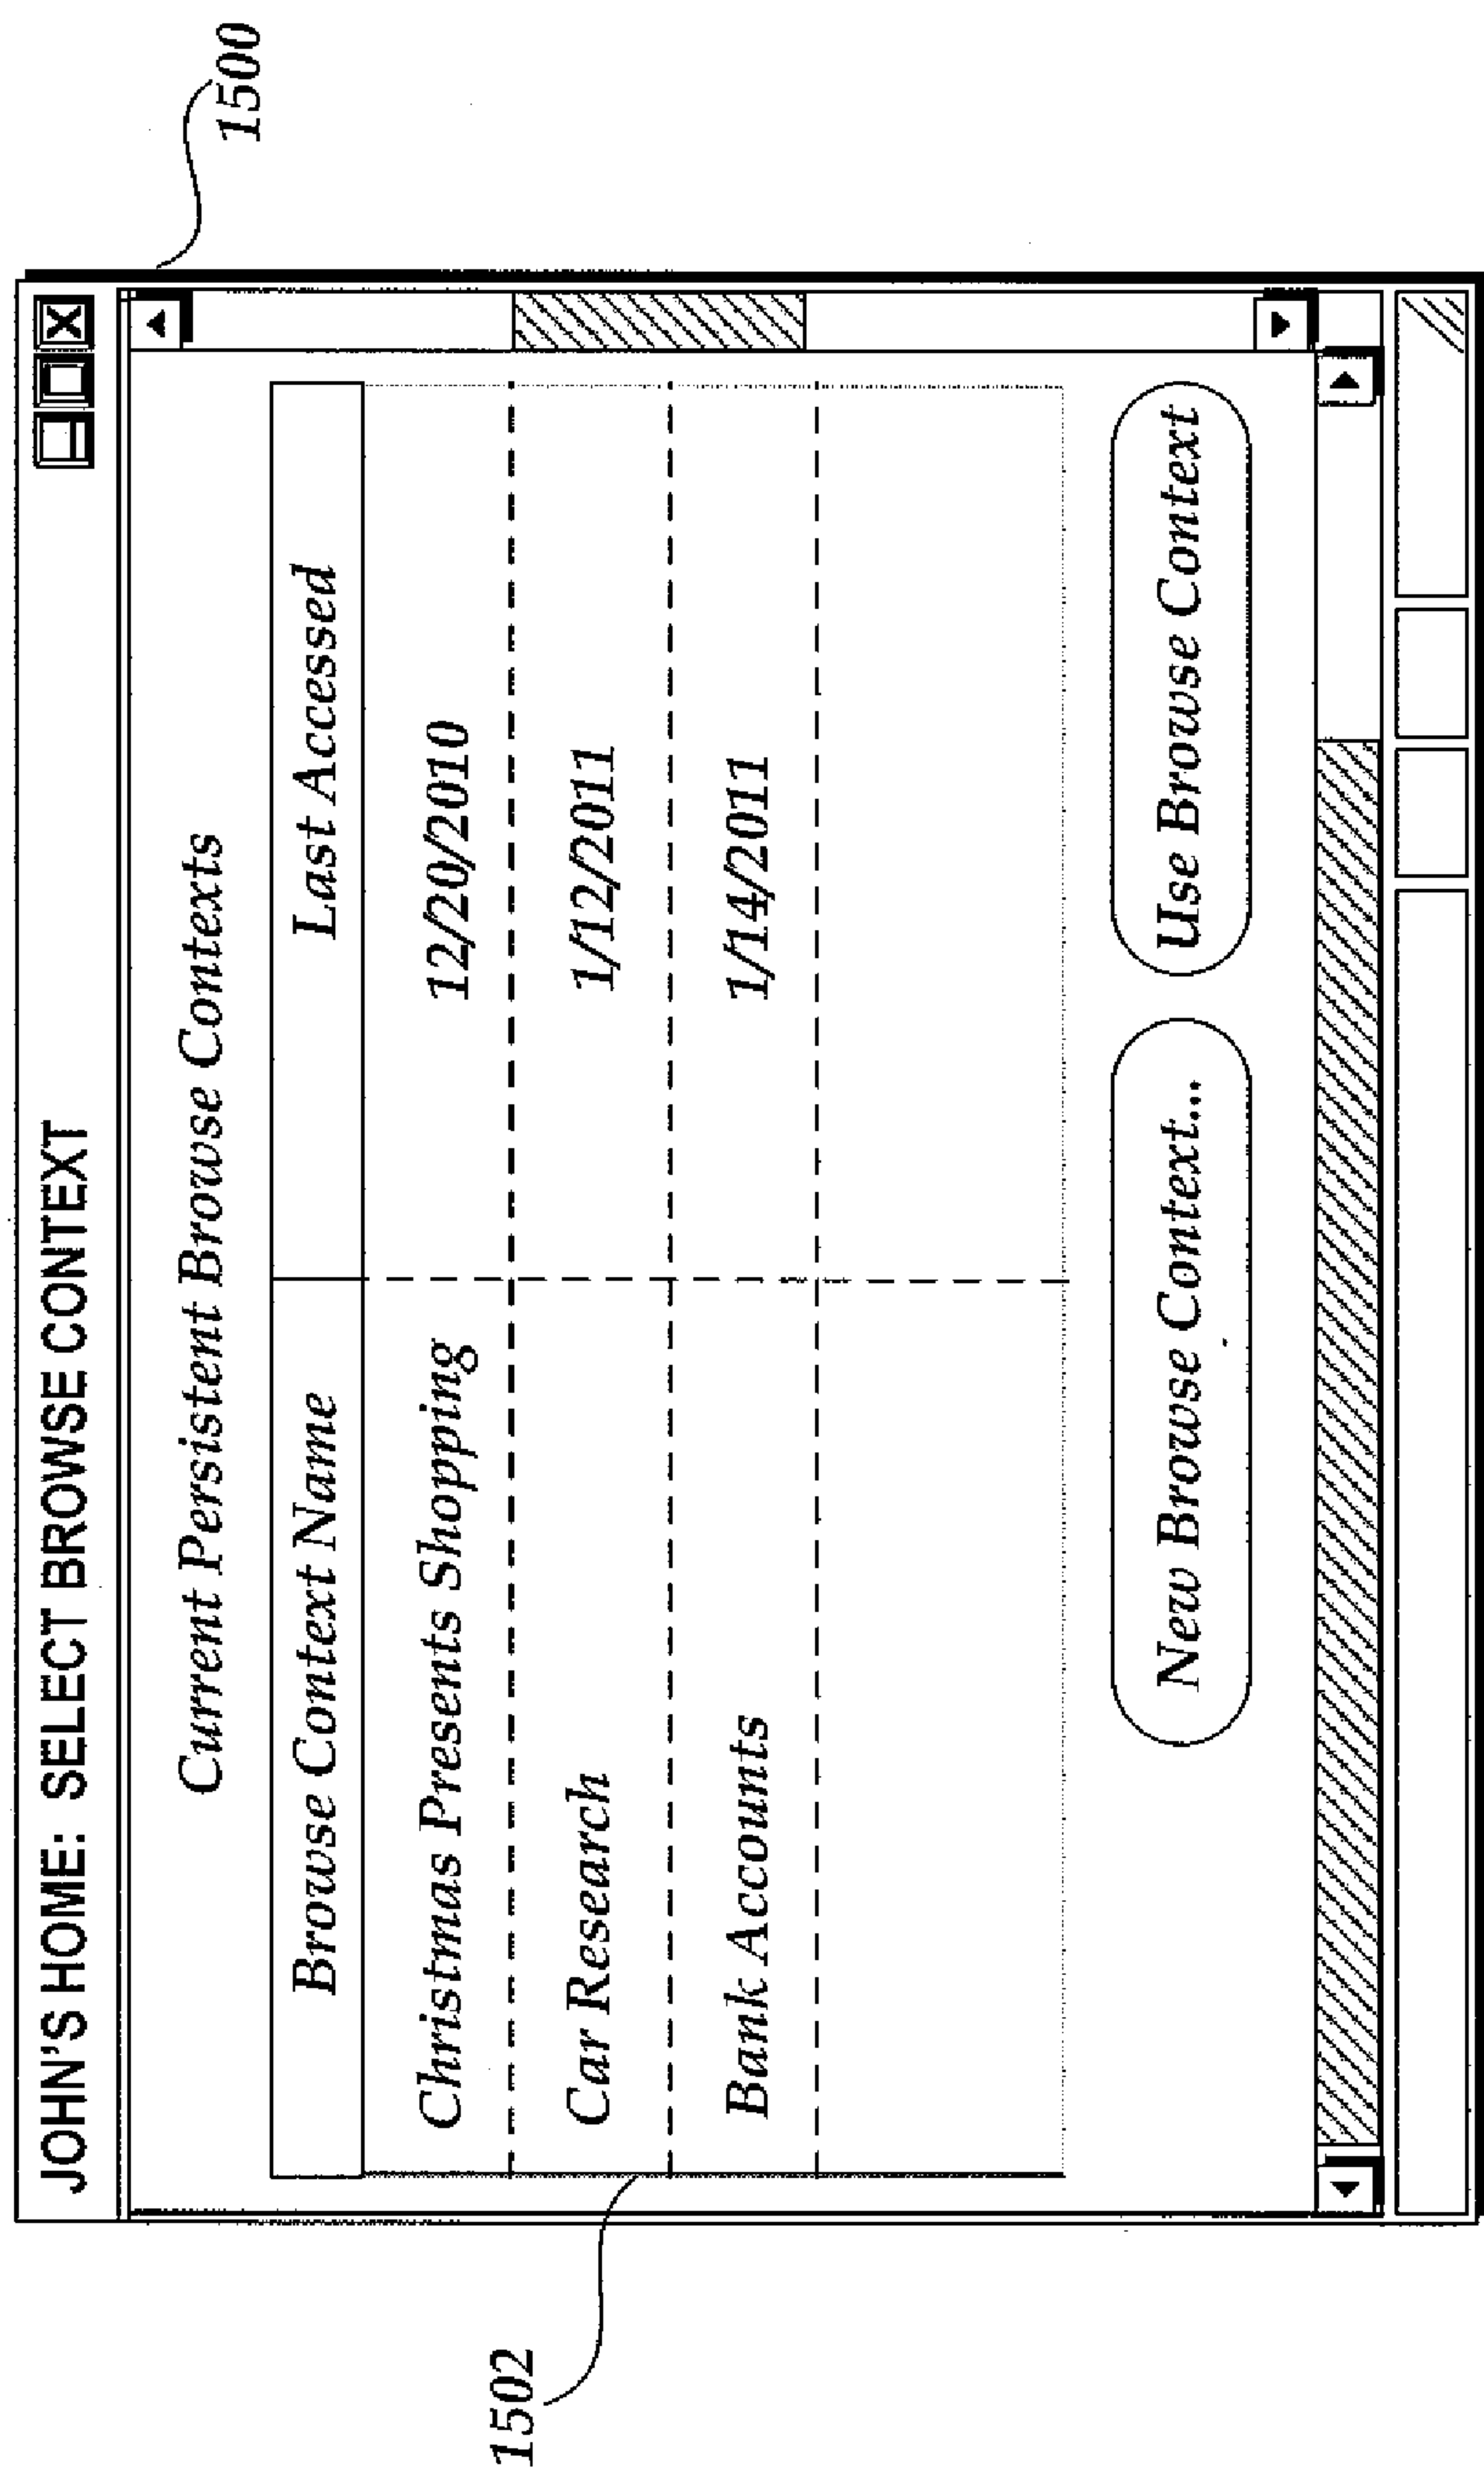 1500
JOHN'S HOME: SELECT BROWSE CONTEXT
Current Persistent Browse Contexts
Browse Context Name Last Accessed
Christmas Presents Shopping 12/20/2010
Car Research 1/12/2011
Bank Accounts 1/14/2011
New Browse Context... Use Browse Context
1502